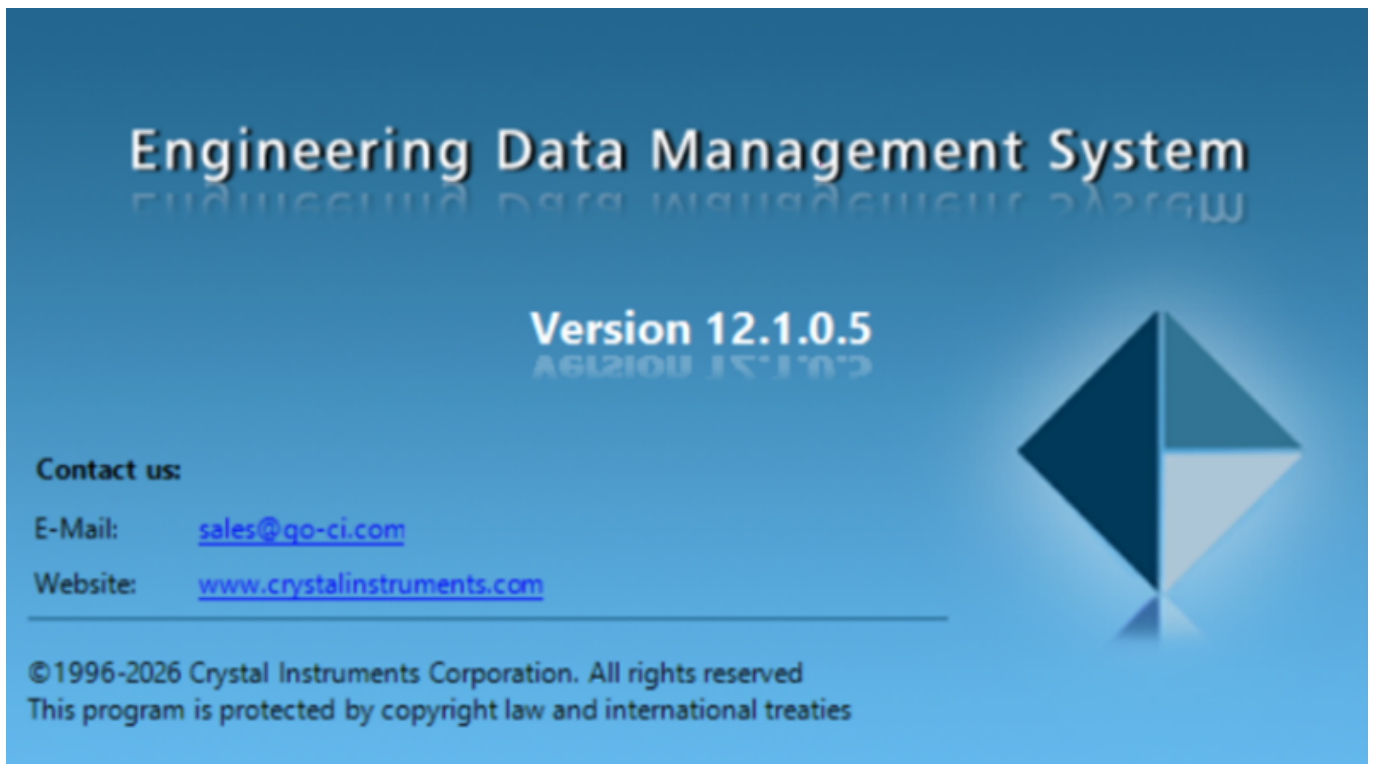 Engineering Data Management System
Version 12.1.0.5
Contact us:
E-Mail: sales@go-ci.com
Website: www.crystalinstruments.com
©1996-2026 Crystal Instruments Corporation. All rights reserved
This program is protected by copyright law and international treaties